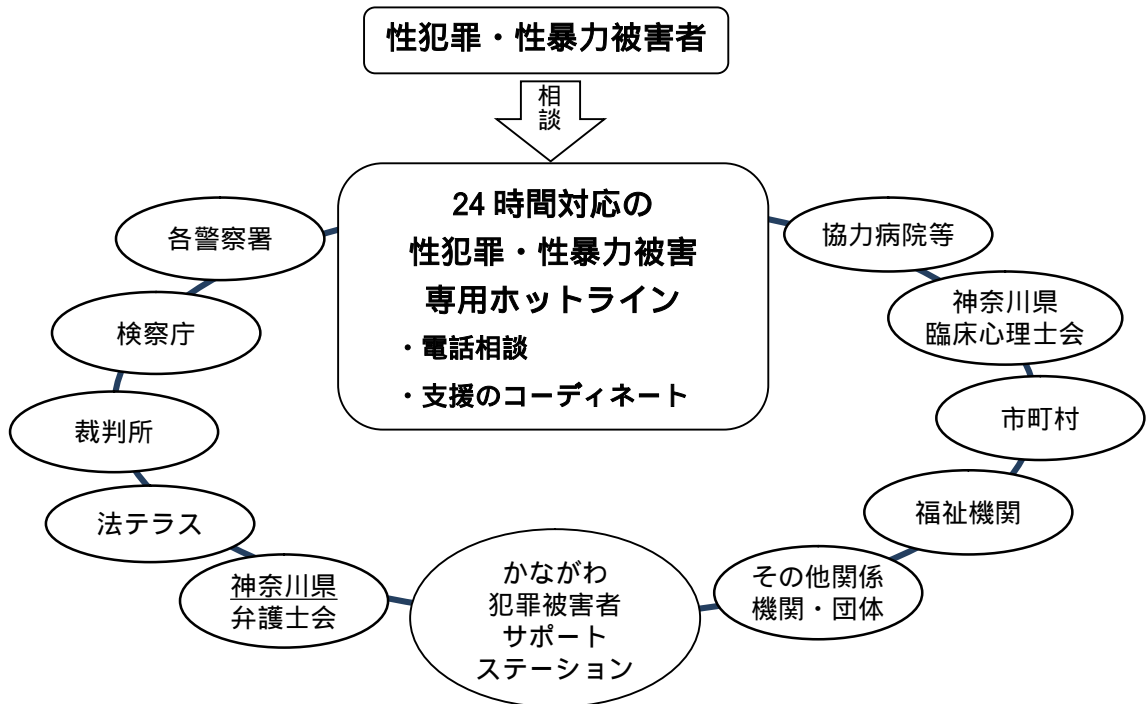 性犯罪・性暴力被害者
相談
24時間対応の
性犯罪・性暴力被害
専用ホットライン
・電話相談
・支援のコーディネート
各警察署
検察庁
裁判所
法テラス
神奈川県
弁護士会
かながわ
犯罪被害者
サポート
ステーション
協力病院等
神奈川県
臨床心理士会
市町村
福祉機関
その他関係
機関・団体